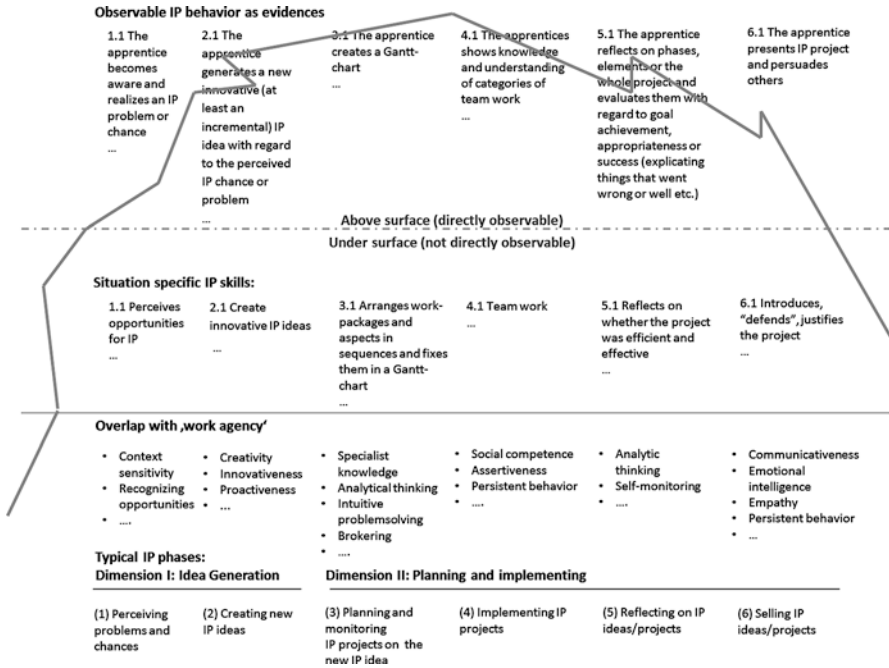 Observable IP behavior as evidences
1.1 The
apprentice
becomes
aware and
realizes an IP
problem or
chance
...
2.1 The
apprentice
generates a new
innovative (at
least an
incremental) IP
idea with regard
to the perceived
IP chance or
problem
...
3.1 The apprentice
creates a Gantt-
chart
...
4.1 The apprentices
shows knowledge
and understanding
of categories of
team work
...
5.1 The apprentice
reflects on phases,
elements or the
whole project and
evaluates them with
regard to goal
achievement,
appropriateness or
success (explicating
things that went
wrong or well etc.)
6.1 The apprentice
presents IP project
and persuades
others
Above surface (directly observable)
Under surface (not directly observable)
Situation specific IP skills:
1.1 Perceives
opportunities
for IP
...
2.1 Create
innovative IP ideas
...
3.1 Arranges work-
packages and
aspects in
sequences and fixes
them in a Gantt-
chart
...
4.1 Team work
...
5.1 Reflects on
whether the project
was efficient and
effective
...
6.1 Introduces,
“defends”, justifies
the project
...
Overlap with ‚work agency‘
• Context
sensitivity
• Recognizing
opportunities
• ....
• Creativity
• Innovativeness
• Proactiveness
• ...
• Specialist
knowledge
• Analytical thinking
• Intuitive
problemsolving
• Brokering
• ....
• Social competence
• Assertiveness
• Persistent behavior
• ....
• Analytic
thinking
• Self-monitoring
• ....
• Communicativeness
• Emotional
intelligence
• Empathy
• Persistent behavior
• ...
Typical IP phases:
Dimension I: Idea Generation
Dimension II: Planning and implementing
(1) Perceiving
problems and
chances
(2) Creating new
IP ideas
(3) Planning and
monitoring
IP projects on the
new IP idea
(4) Implementing IP
projects
(5) Reflecting on IP
ideas/projects
(6) Selling IP
ideas/projects